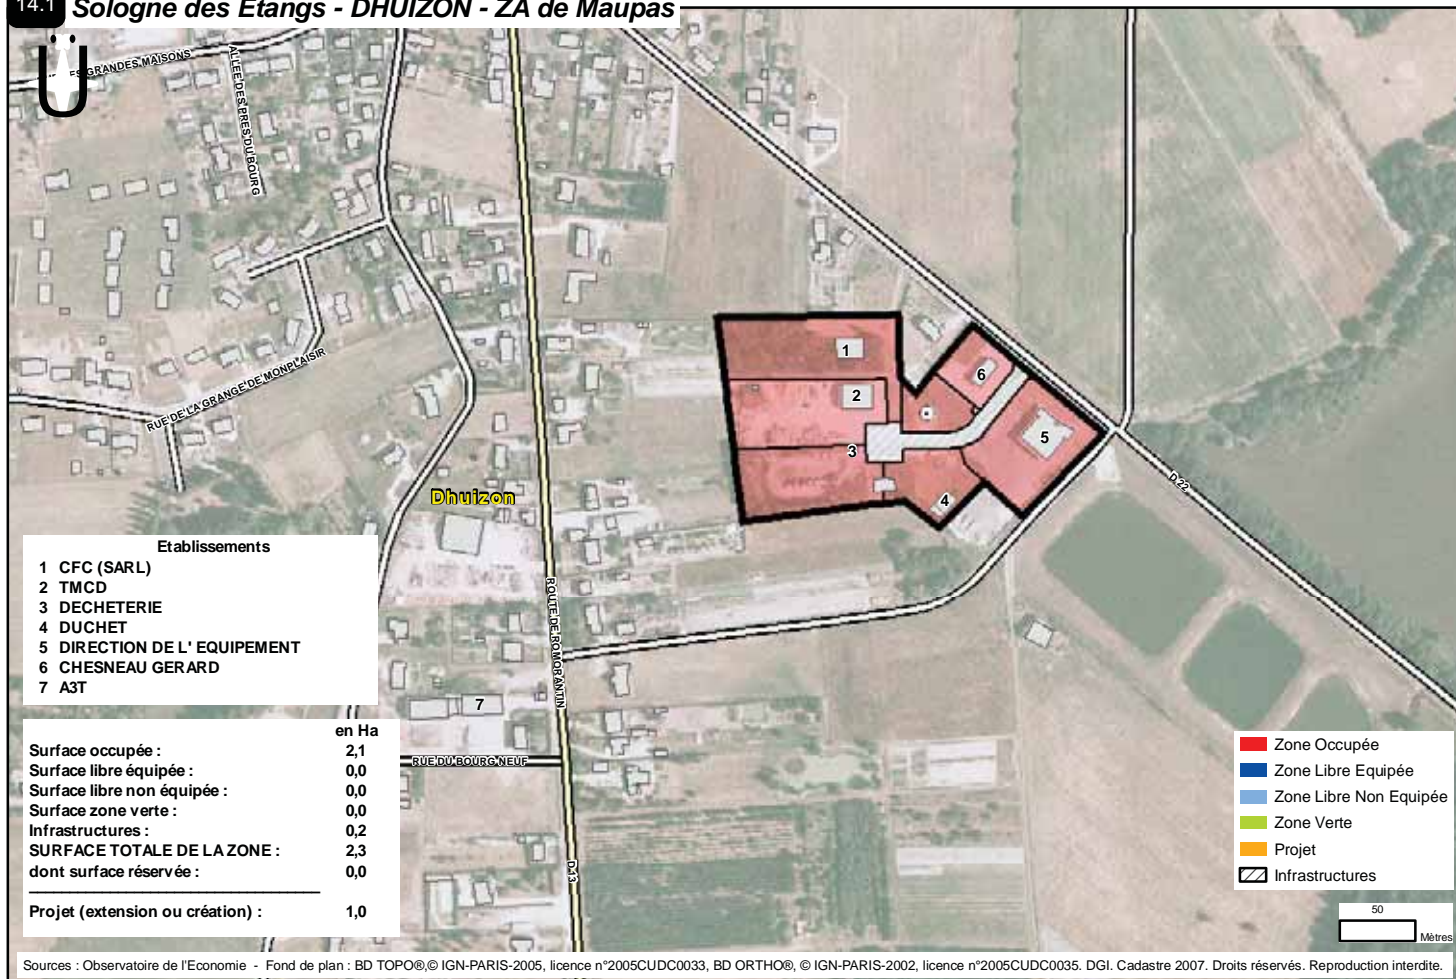 14.1 Sologne des Etangs - DHUIZON - ZA de Maupas
ES GRANDES MAISONS
ALLEE DES PRES DU BOURG
RUE DE LA GRANGE DE MONPLAISIR
Dhuizon
1
2
3
4
5
6
7
D 22
ROUTE DE ROMORANTIN
RUE DU BOURG NEUF
D 13
Etablissements
1 CFC (SARL)
2 TMCD
3 DECHETERIE
4 DUCHET
5 DIRECTION DE L' EQUIPEMENT
6 CHESNEAU GERARD
7 A3T
en Ha
Surface occupée : 2,1
Surface libre équipée : 0,0
Surface libre non équipée : 0,0
Surface zone verte : 0,0
Infrastructures : 0,2
SURFACE TOTALE DE LA ZONE : 2,3
dont surface réservée : 0,0
Projet (extension ou création) : 1,0
Zone Occupée
Zone Libre Equipée
Zone Libre Non Equipée
Zone Verte
Projet
Infrastructures
50
Mètres
Sources : Observatoire de l'Economie - Fond de plan : BD TOPO®,© IGN-PARIS-2005, licence n°2005CUDC0033, BD ORTHO®, © IGN-PARIS-2002, licence n°2005CUDC0035. DGI. Cadastre 2007. Droits réservés. Reproduction interdite.